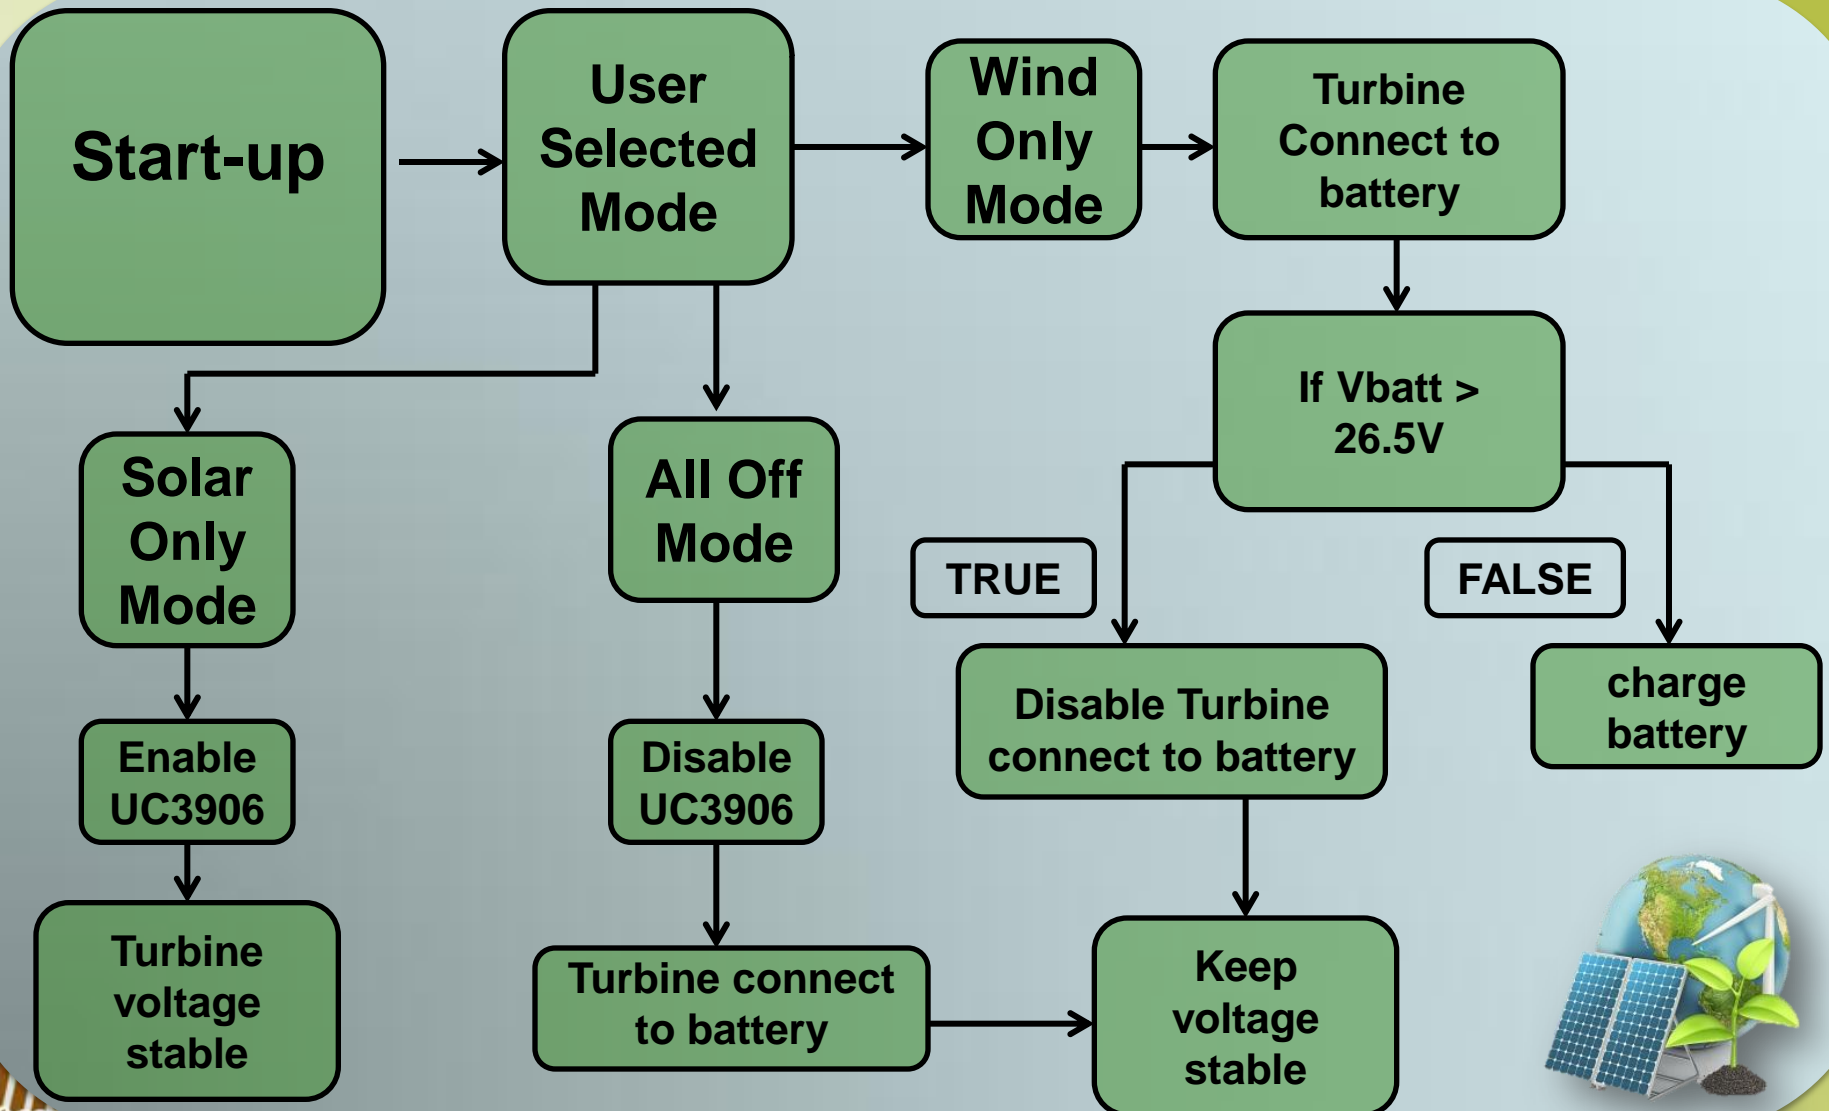 Start-up
User
Selected
Mode
Wind
Only
Mode
Turbine
Connect to
battery
If Vbatt >
26.5V
TRUE
FALSE
Disable Turbine
connect to battery
charge
battery
Solar
Only
Mode
All Off
Mode
Enable
UC3906
Disable
UC3906
Turbine
voltage
stable
Turbine connect
to battery
Keep
voltage
stable